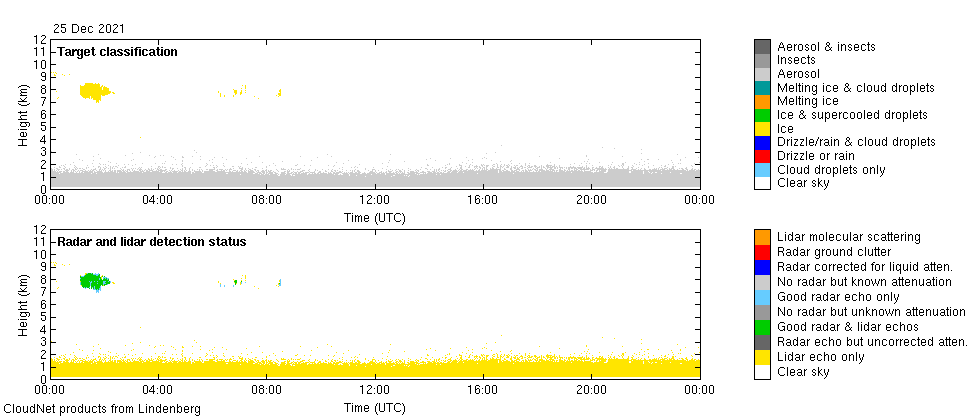 25 Dec 2021
Target classification
Height (km)
12
11
10
9
8
7
6
5
4
3
2
1
0
00:00 04:00 08:00 12:00 16:00 20:00 00:00
Time (UTC)
Aerosol & insects
Insects
Aerosol
Melting ice & cloud droplets
Melting ice
Ice & supercooled droplets
Ice
Drizzle/rain & cloud droplets
Drizzle or rain
Cloud droplets only
Clear sky
Radar and lidar detection status
Height (km)
12
11
10
9
8
7
6
5
4
3
2
1
0
00:00 04:00 08:00 12:00 16:00 20:00 00:00
Time (UTC)
Lidar molecular scattering
Radar ground clutter
Radar corrected for liquid atten.
No radar but known attenuation
Good radar echo only
No radar but unknown attenuation
Good radar & lidar echos
Radar echo but uncorrected atten.
Lidar echo only
Clear sky
CloudNet products from Lindenberg